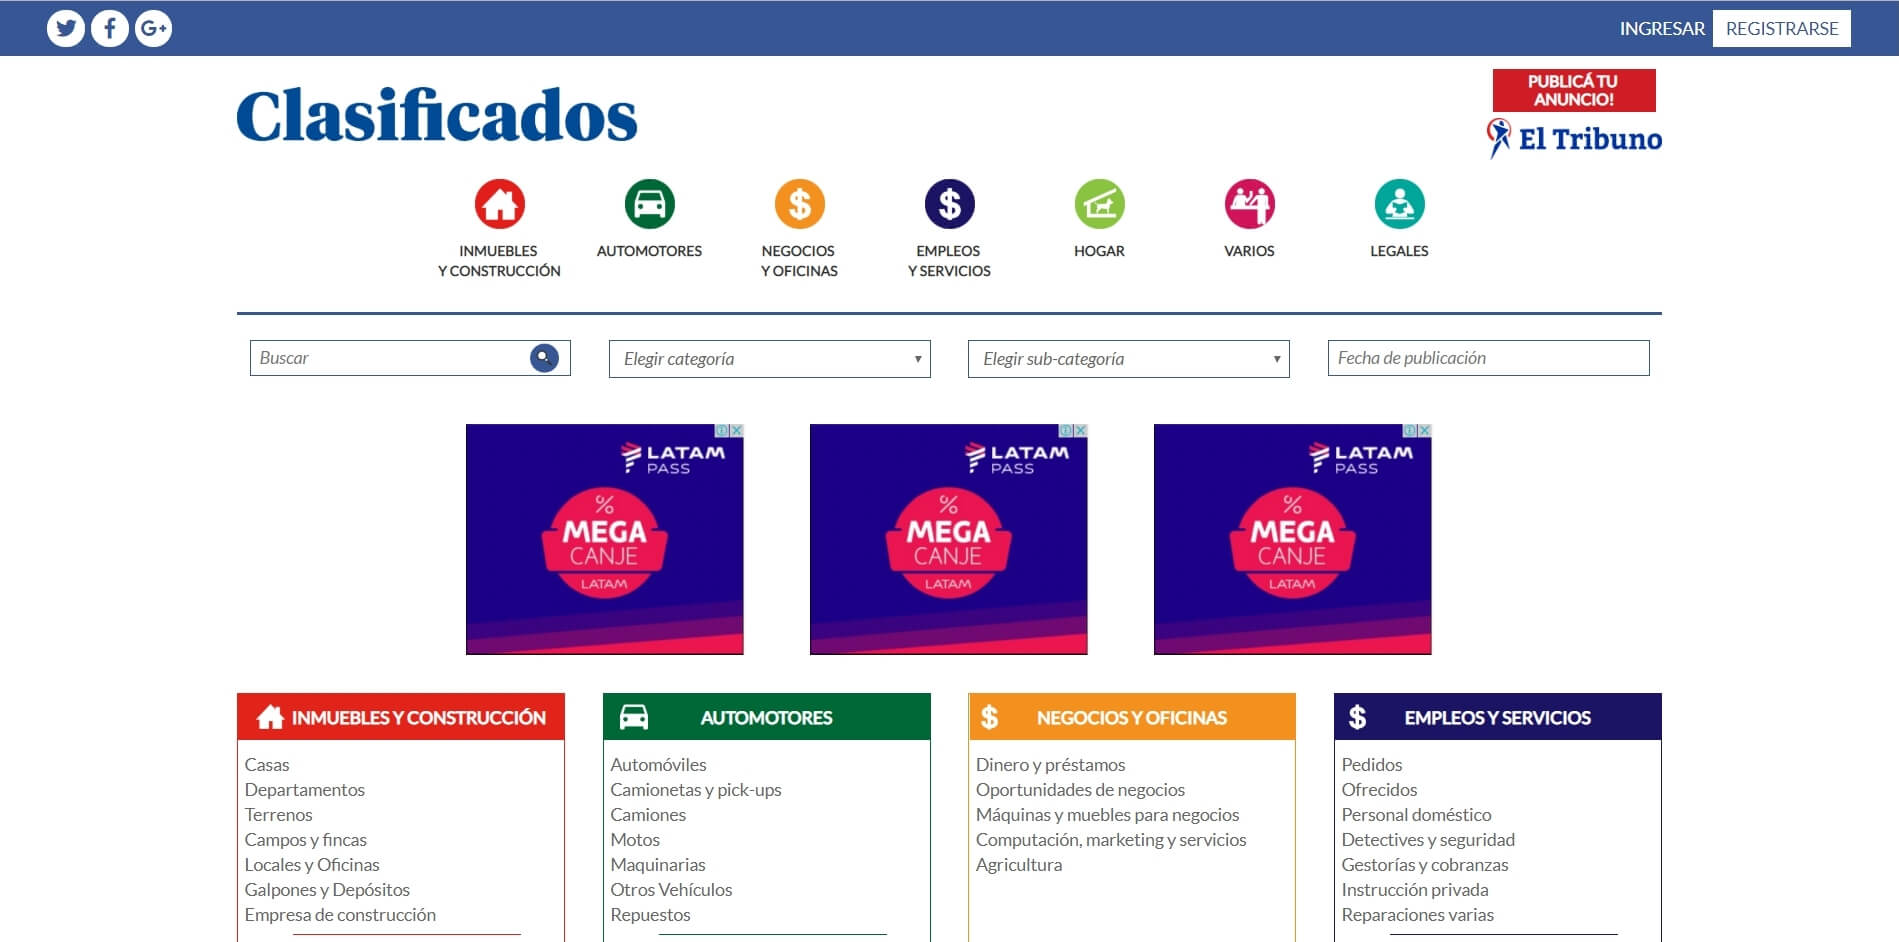 G+
INGRESAR
REGISTRARSE
Clasificados
PUBLICÁ TU
ANUNCIO!
El Tribuno
INMUEBLES
Y CONSTRUCCIÓN
AUTOMOTORES
$
NEGOCIOS
Y OFICINAS
$
EMPLEOS
Y SERVICIOS
HOGAR
VARIOS
LEGALES
Buscar
Elegir categoría
Elegir sub-categoría
Fecha de publicación
LATAM
PASS
%
MEGA
CANJE
LATAM
LATAM
PASS
%
MEGA
CANJE
LATAM
LATAM
PASS
%
MEGA
CANJE
LATAM
INMUEBLES Y CONSTRUCCIÓN
Casas
Departamentos
Terrenos
Campos y fincas
Locales y Oficinas
Galpones y Depósitos
Empresa de construcción
AUTOMOTORES
Automóviles
Camionetas y pick-ups
Camiones
Motos
Maquinarias
Otros Vehículos
Repuestos
$ NEGOCIOS Y OFICINAS
Dinero y préstamos
Oportunidades de negocios
Máquinas y muebles para negocios
Computación, marketing y servicios
Agricultura
$ EMPLEOS Y SERVICIOS
Pedidos
Ofrecidos
Personal doméstico
Detectives y seguridad
Gestorías y cobranzas
Instrucción privada
Reparaciones varias